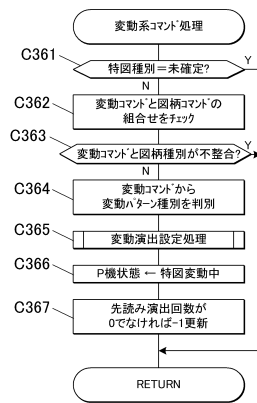 変動系コマンド処理
C361
特図種別=未確定?
Y
N
C362
変動コマンドと図柄コマンドの
組合せをチェック
C363
変動コマンドと図柄種別が不整合?
Y
N
C364
変動コマンドから
変動パターン種別を判別
C365
変動演出設定処理
C366
P機状態 ← 特図変動中
C367
先読み演出回数が
0でなければ-1更新
RETURN